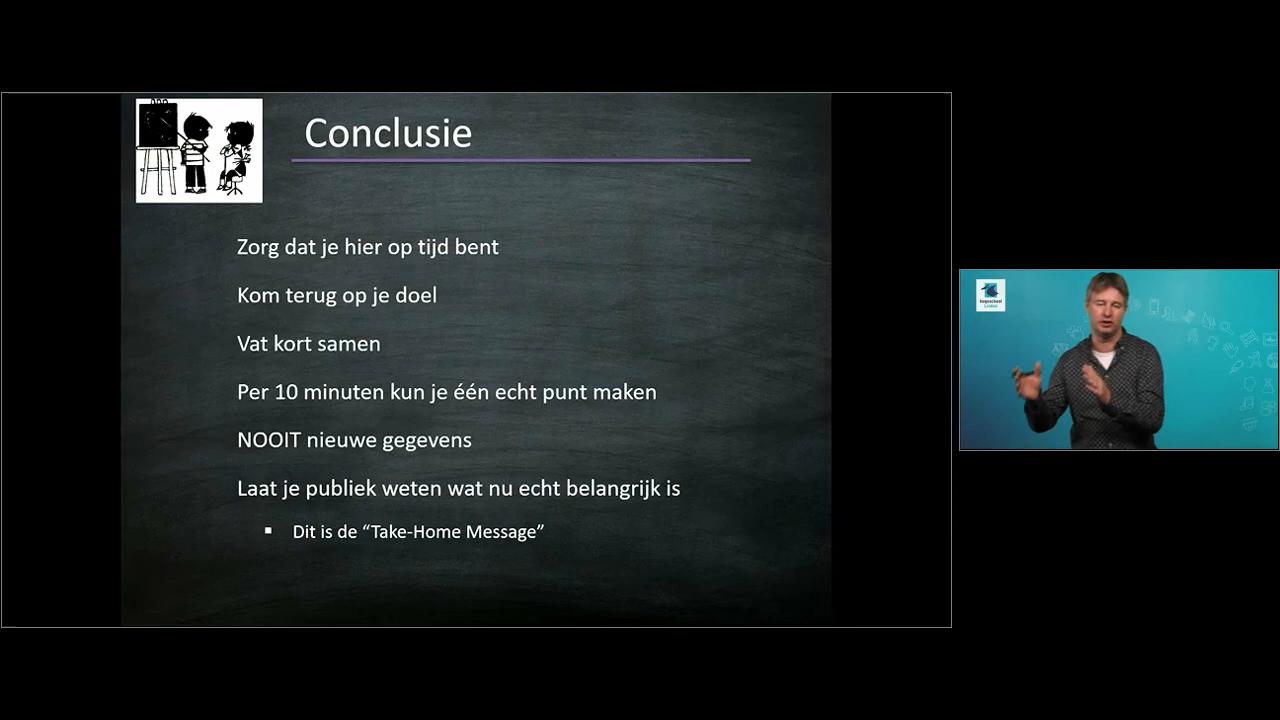 Conclusie
Zorg dat je hier op tijd bent
Kom terug op je doel
Vat kort samen
Per 10 minuten kun je één echt punt maken
NOOIT nieuwe gegevens
Laat je publiek weten wat nu echt belangrijk is
▪ Dit is de “Take-Home Message”
hogeschool
Leiden